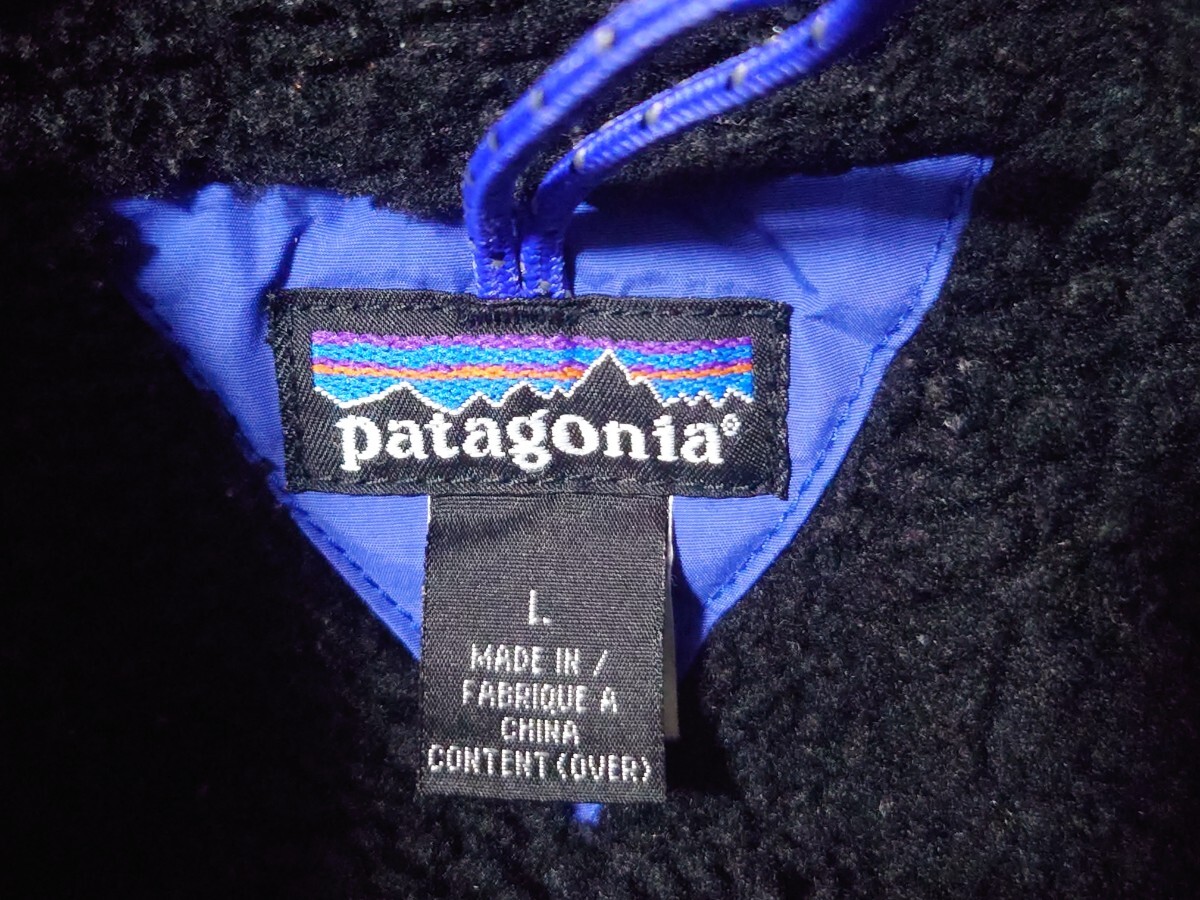 patagonia®
L
MADE IN /
FABRIQUE A
CHINA
CONTENT (OVER)